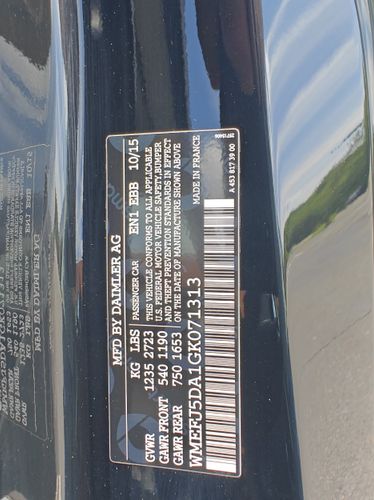 MFD BY DAIMLER AG
KG LBS PASSENGER CAR EN1 EBB 10/15
GVWR 1235 2723 THIS VEHICLE CONFORMS TO ALL APPLICABLE
GAWR FRONT 540 1190 U.S. FEDERAL MOTOR VEHICLE SAFETY, BUMPER
GAWR REAR 750 1653 AND THEFT PREVENTION STANDARDS IN EFFECT
ON THE DATE OF MANUFACTURE SHOWN ABOVE
WMEFJ5DA1GK071313 MADE IN FRANCE
A 453 817 39 00